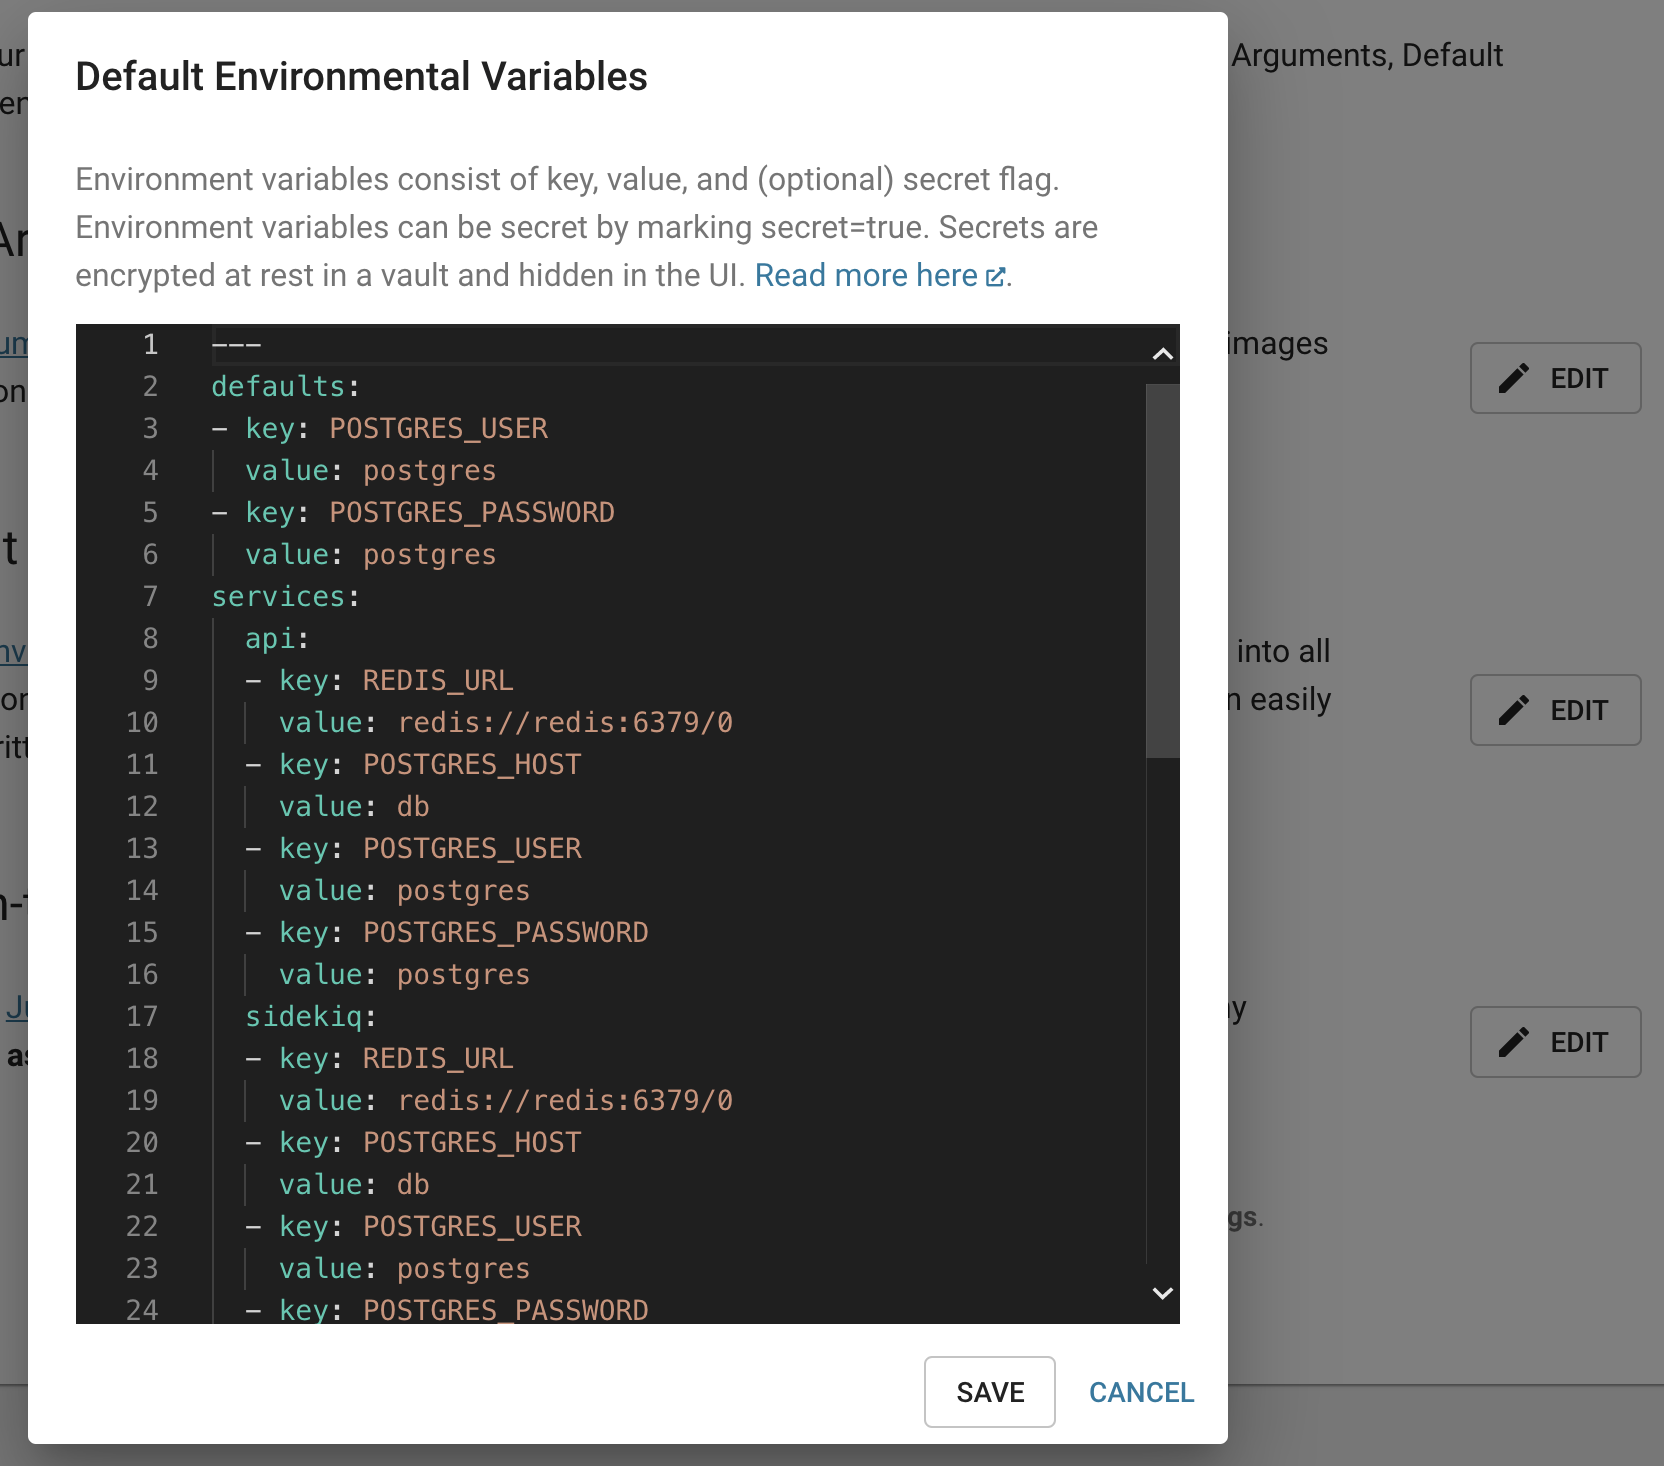 Default Environmental Variables
Arguments, Default
Environment variables consist of key, value, and (optional) secret flag.
Environment variables can be secret by marking secret=true. Secrets are
encrypted at rest in a vault and hidden in the UI. Read more here.
1 ---
2 defaults:
3 - key: POSTGRES_USER
4 value: postgres
5 - key: POSTGRES_PASSWORD
6 value: postgres
7 services:
8 api:
9 - key: REDIS_URL
10 value: redis://redis:6379/0
11 - key: POSTGRES_HOST
12 value: db
13 - key: POSTGRES_USER
14 value: postgres
15 - key: POSTGRES_PASSWORD
16 value: postgres
17 sidekiq:
18 - key: REDIS_URL
19 value: redis://redis:6379/0
20 - key: POSTGRES_HOST
21 value: db
22 - key: POSTGRES_USER
23 value: postgres
24 - key: POSTGRES_PASSWORD
SAVE CANCEL
images
EDIT
into all
easily
EDIT
EDIT